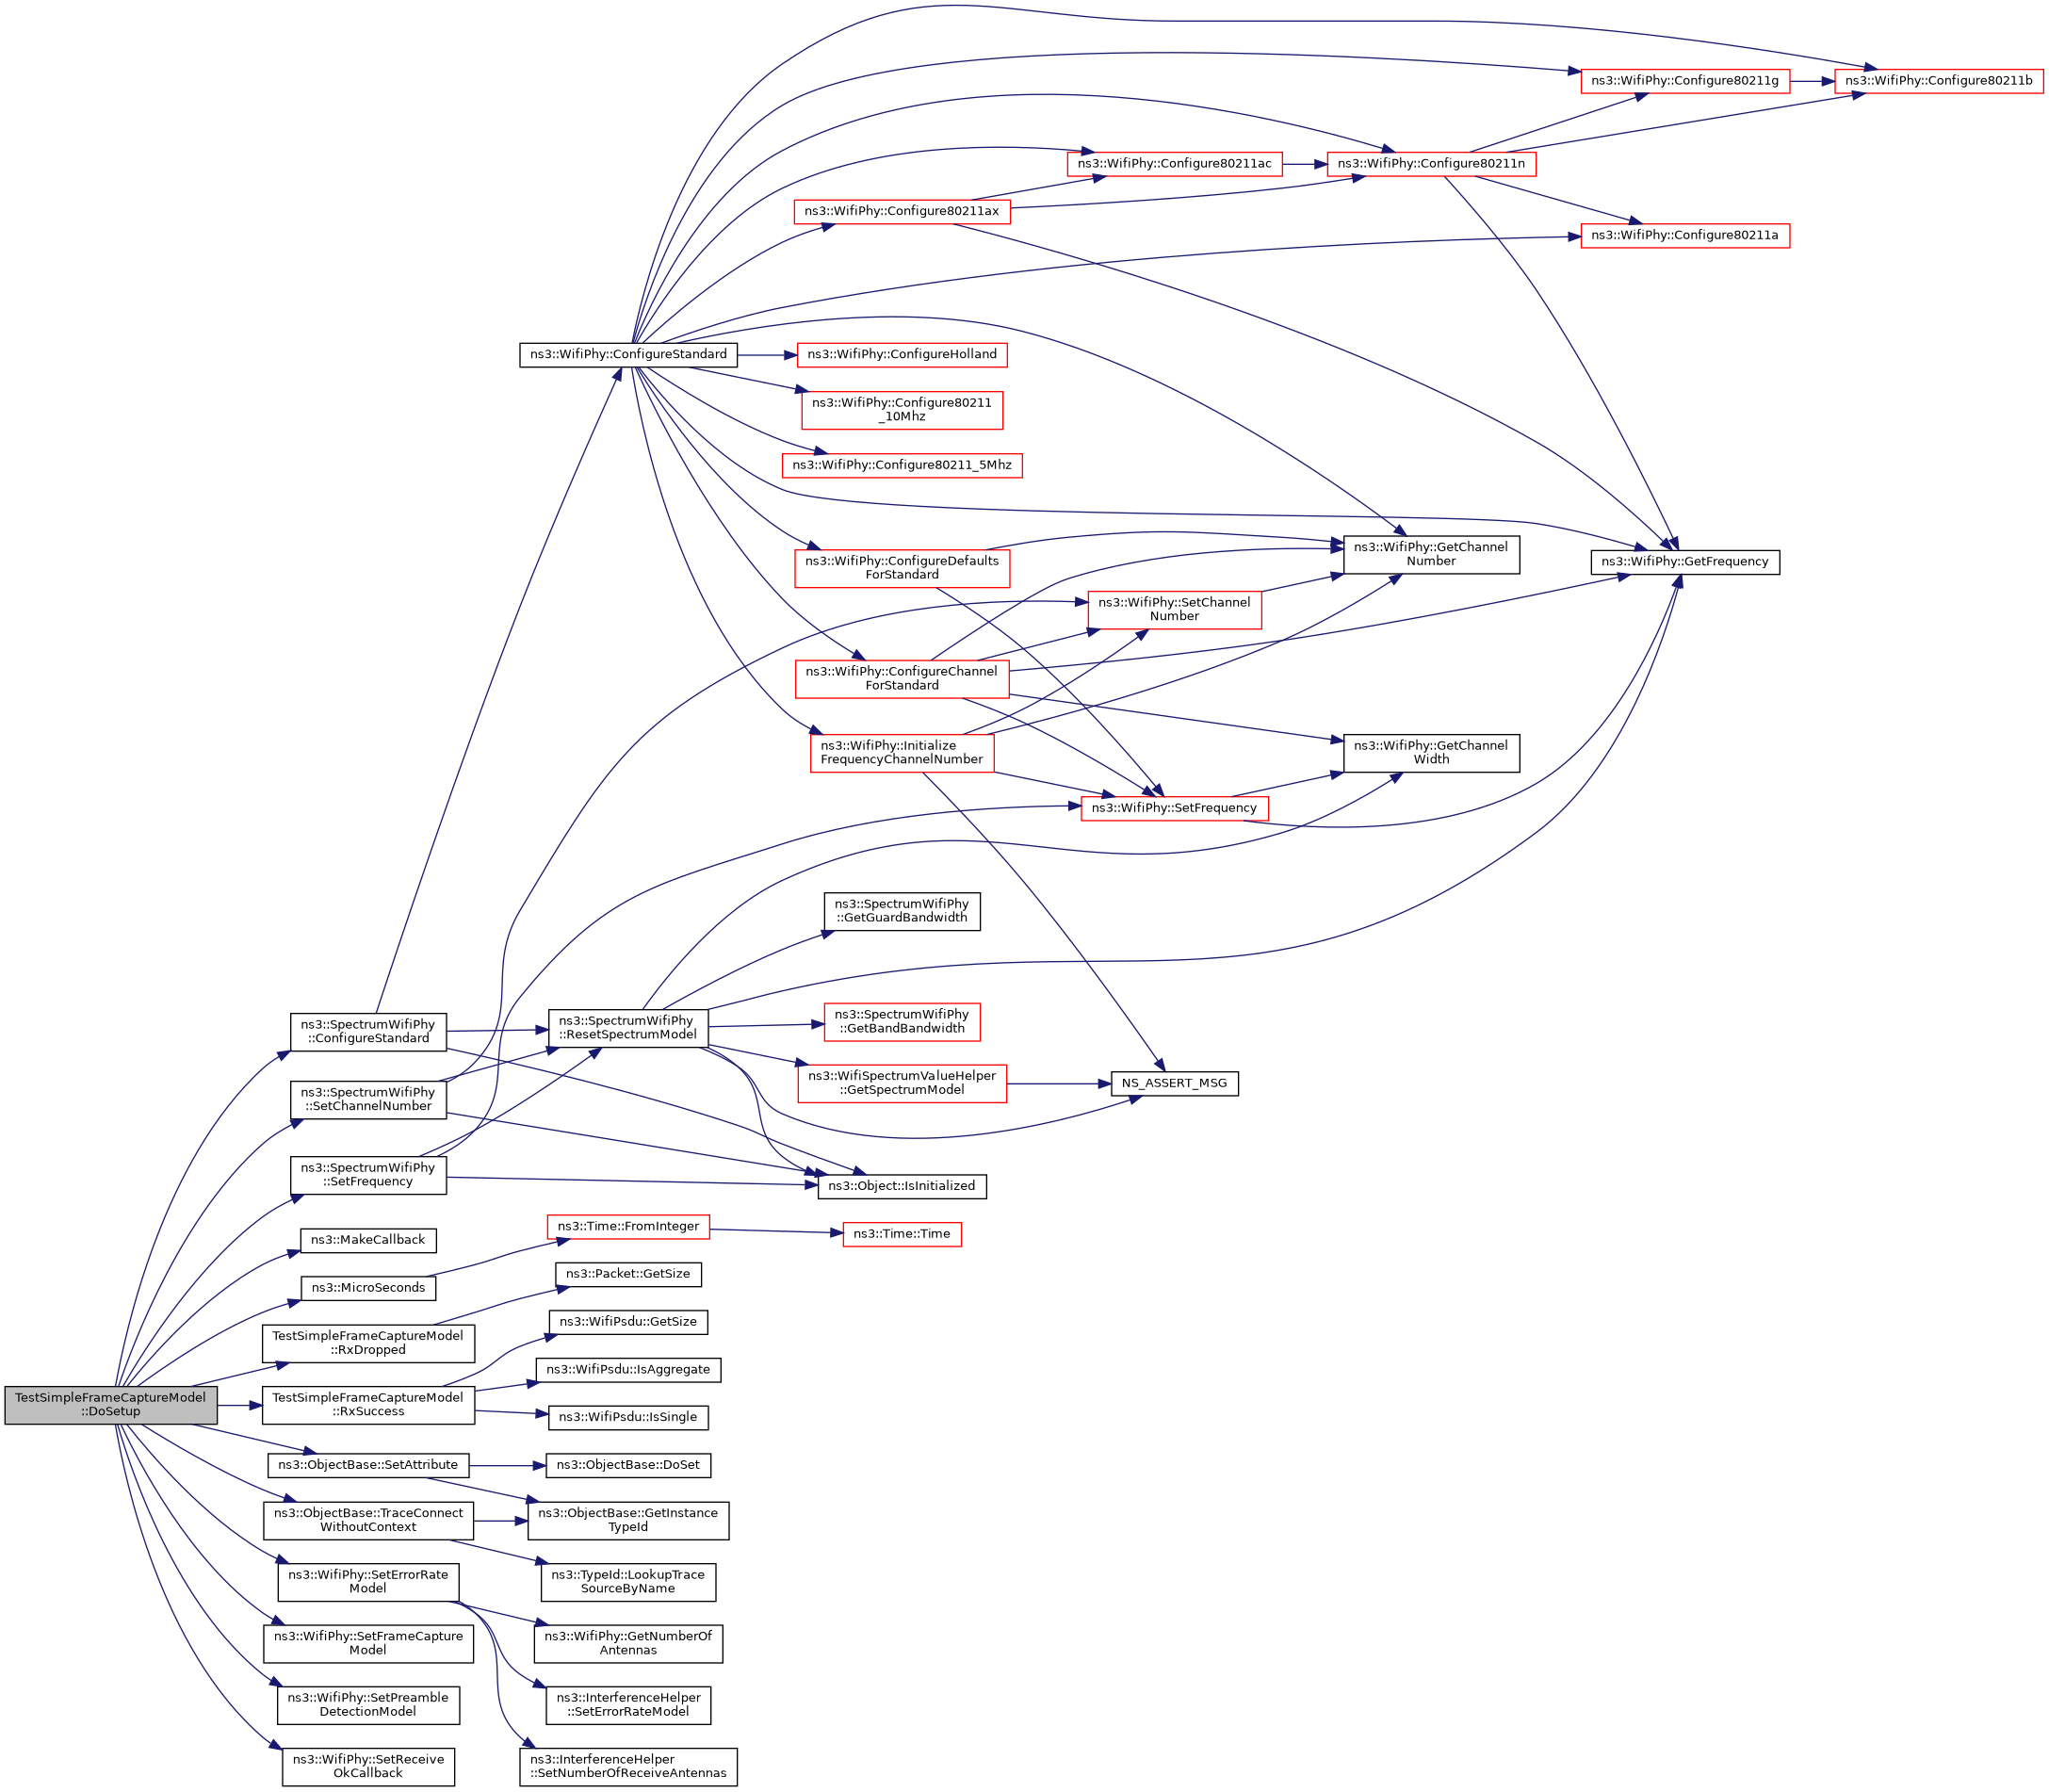 ns3::WifiPhy::Configure80211g
ns3::WifiPhy::Configure80211b
ns3::WifiPhy::Configure80211ac
ns3::WifiPhy::Configure80211n
ns3::WifiPhy::Configure80211ax
ns3::WifiPhy::Configure80211a
ns3::WifiPhy::ConfigureStandard
ns3::WifiPhy::ConfigureHolland
ns3::WifiPhy::Configure80211
_10Mhz
ns3::WifiPhy::Configure80211_5Mhz
ns3::WifiPhy::ConfigureDefaults
ForStandard
ns3::WifiPhy::GetChannel
Number
ns3::WifiPhy::GetFrequency
ns3::WifiPhy::SetChannel
Number
ns3::WifiPhy::ConfigureChannel
ForStandard
ns3::WifiPhy::Initialize
FrequencyChannelNumber
ns3::WifiPhy::GetChannel
Width
ns3::WifiPhy::SetFrequency
ns3::SpectrumWifiPhy
::GetGuardBandwidth
ns3::SpectrumWifiPhy
::ConfigureStandard
ns3::SpectrumWifiPhy
::ResetSpectrumModel
ns3::SpectrumWifiPhy
::GetBandBandwidth
ns3::WifiSpectrumValueHelper
::GetSpectrumModel
NS_ASSERT_MSG
ns3::SpectrumWifiPhy
::SetChannelNumber
ns3::SpectrumWifiPhy
::SetFrequency
ns3::Object::IsInitialized
ns3::MakeCallback
ns3::Time::FromInteger
ns3::Time::Time
ns3::MicroSeconds
ns3::Packet::GetSize
TestSimpleFrameCaptureModel
::RxDropped
ns3::WifiPsdu::GetSize
TestSimpleFrameCaptureModel
::DoSetup
TestSimpleFrameCaptureModel
::RxSuccess
ns3::WifiPsdu::IsAggregate
ns3::WifiPsdu::IsSingle
ns3::ObjectBase::SetAttribute
ns3::ObjectBase::DoSet
ns3::ObjectBase::TraceConnect
WithoutContext
ns3::ObjectBase::GetInstance
TypeId
ns3::TypeId::LookupTrace
SourceByName
ns3::WifiPhy::SetErrorRate
Model
ns3::WifiPhy::SetFrameCapture
Model
ns3::WifiPhy::GetNumberOf
Antennas
ns3::WifiPhy::SetPreamble
DetectionModel
ns3::InterferenceHelper
::SetErrorRateModel
ns3::WifiPhy::SetReceive
OkCallback
ns3::InterferenceHelper
::SetNumberOfReceiveAntennas